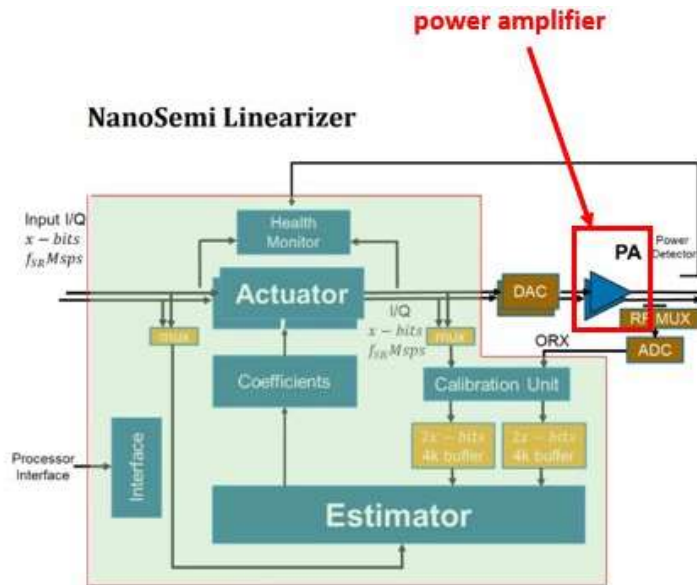 power amplifier
NanoSemi Linearizer
Input I/Q
x − bits
f_SR Msps
Health
Monitor
PA
Power
Detector
Actuator
DAC
RF MUX
mux
I/Q
x − bits
f_SR Msps
mux
ORX
ADC
Coefficients
Calibration Unit
2x − bits
4k buffer
2x − bits
4k buffer
Processor
Interface
Interface
Estimator